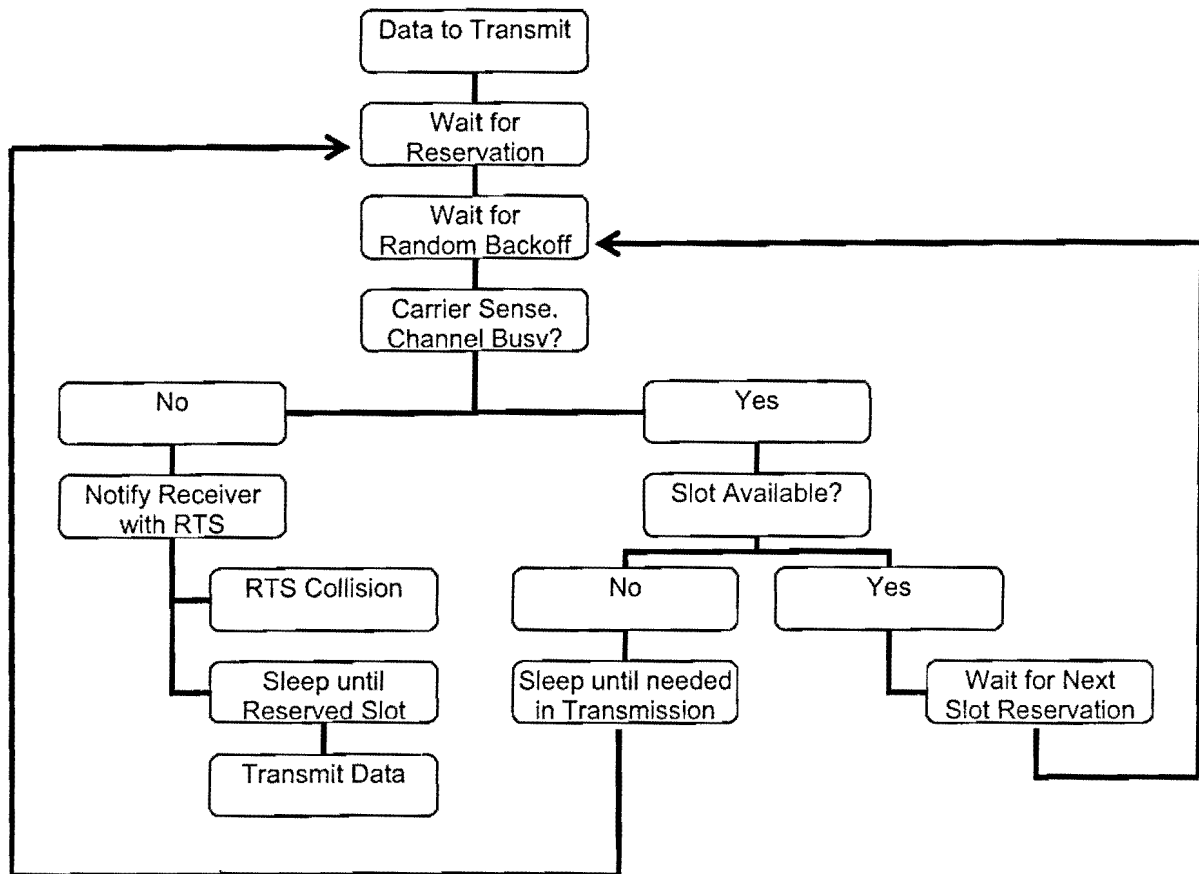 Data to Transmit
Wait for
Reservation
Wait for
Random Backoff
Carrier Sense.
Channel Busy?
No
Yes
Notify Receiver
with RTS
Slot Available?
RTS Collision
No
Yes
Sleep until
Reserved Slot
Sleep until needed
in Transmission
Wait for Next
Slot Reservation
Transmit Data